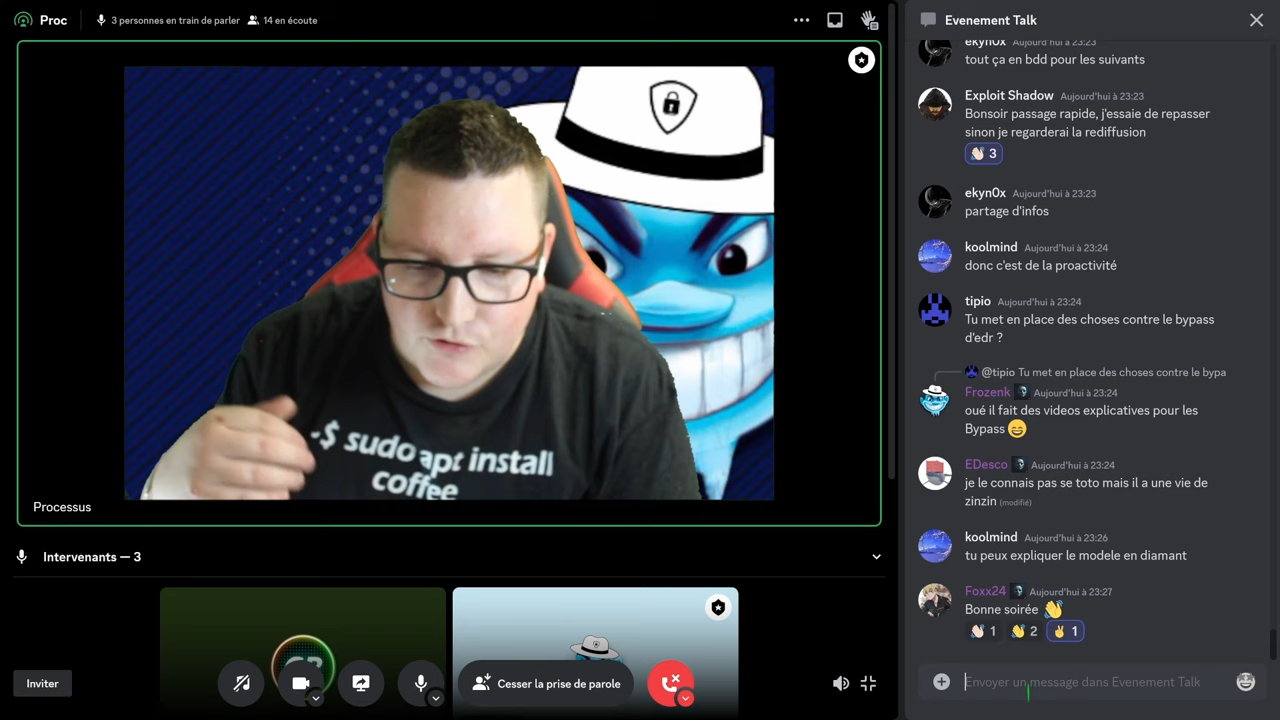 Proc
3 personnes en train de parler
14 en écoute
Evenement Talk
ekyn0x Aujourd'hui à 23:23
tout ça en bdd pour les suivants
Exploit Shadow Aujourd'hui à 23:23
Bonsoir passage rapide, j'essaie de repasser
sinon je regarderai la rediffusion
3
ekyn0x Aujourd'hui à 23:23
partage d'infos
koolmind Aujourd'hui à 23:24
donc c'est de la proactivité
tipio Aujourd'hui à 23:24
Tu met en place des choses contre le bypass
d'edr ?
@tipio Tu met en place des choses contre le bypa
Frozenk Aujourd'hui à 23:24
oué il fait des videos explicatives pour les
Bypass
EDesco Aujourd'hui à 23:24
je le connais pas se toto mais il a une vie de
zinzin (modifié)
koolmind Aujourd'hui à 23:26
tu peux expliquer le modele en diamant
Foxx24 Aujourd'hui à 23:27
Bonne soirée
1 2 1
Envoyer un message dans Evenement Talk
.$ sudo apt install
coffee
Processus
Intervenants — 3
Inviter
Cesser la prise de parole